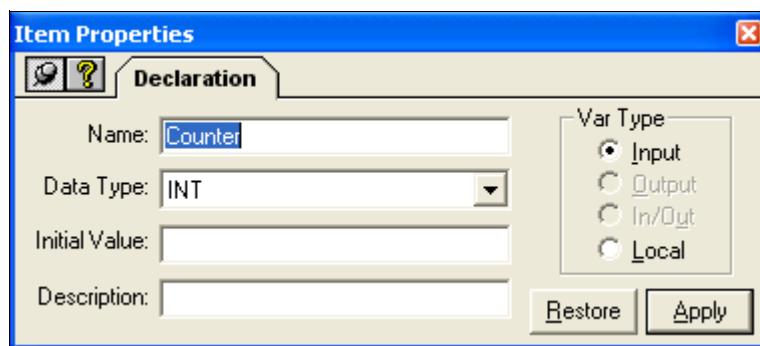 Item Properties
Declaration
Name: Counter
Data Type: INT
Initial Value:
Description:
Var Type
Input
Output
In/Out
Local
Restore Apply